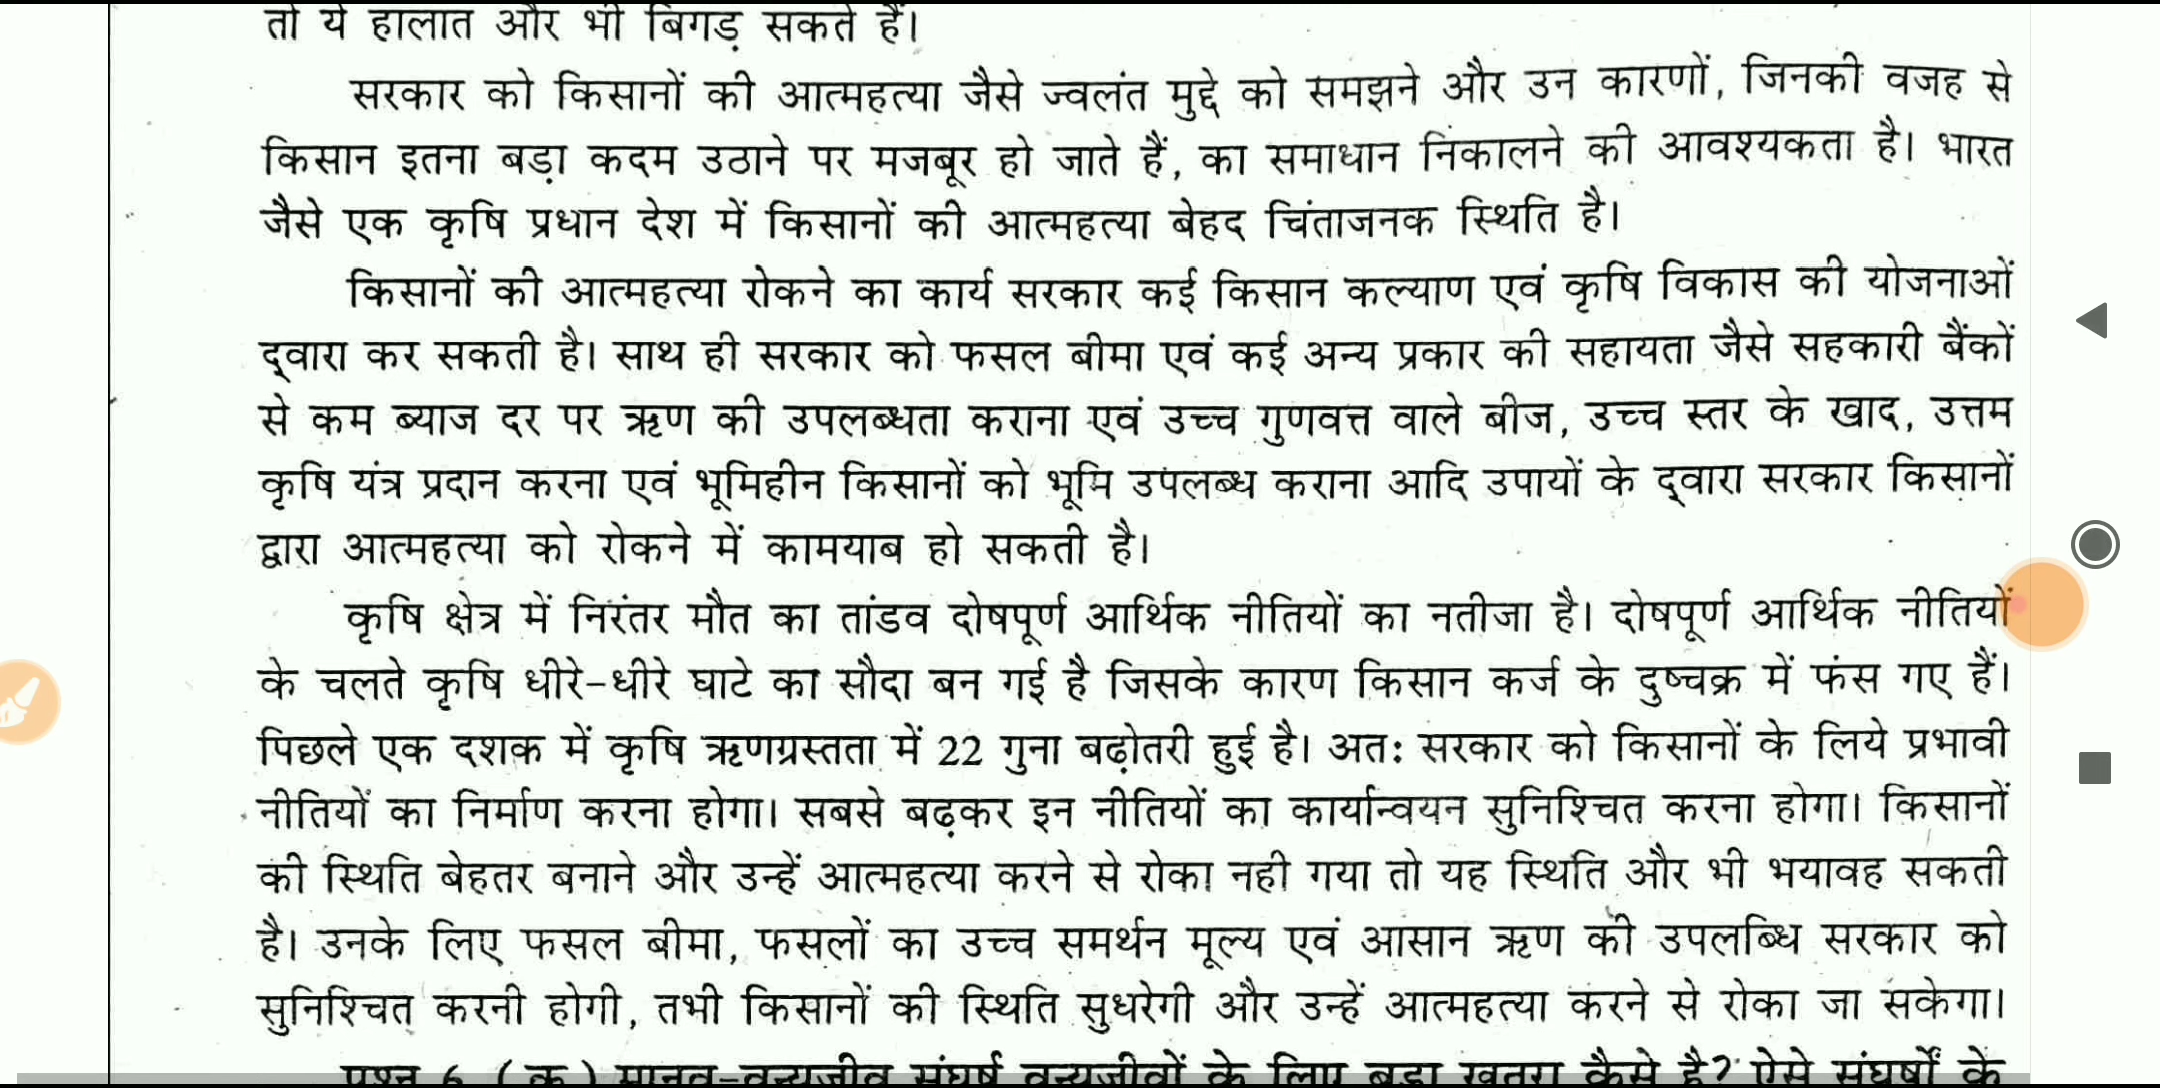 तो ये हालात और भी बिगड़ सकते हैं।
सरकार को किसानों की आत्महत्या जैसे ज्वलंत मुद्दे को समझने और उन कारणों, जिनकी वजह से
किसान इतना बड़ा कदम उठाने पर मजबूर हो जाते हैं, का समाधान निकालने की आवश्यकता है। भारत
जैसे एक कृषि प्रधान देश में किसानों की आत्महत्या बेहद चिंताजनक स्थिति है।
किसानों की आत्महत्या रोकने का कार्य सरकार कई किसान कल्याण एवं कृषि विकास की योजनाओं
द्वारा कर सकती है। साथ ही सरकार को फसल बीमा एवं कई अन्य प्रकार की सहायता जैसे सहकारी बैंकों
से कम ब्याज दर पर ऋण की उपलब्धता कराना एवं उच्च गुणवत्त वाले बीज, उच्च स्तर के खाद, उत्तम
कृषि यंत्र प्रदान करना एवं भूमिहीन किसानों को भूमि उपलब्ध कराना आदि उपायों के द्वारा सरकार किसानों
द्वारा आत्महत्या को रोकने में कामयाब हो सकती है।
कृषि क्षेत्र में निरंतर मौत का तांडव दोषपूर्ण आर्थिक नीतियों का नतीजा है। दोषपूर्ण आर्थिक नीतियों
के चलते कृषि धीरे-धीरे घाटे का सौदा बन गई है जिसके कारण किसान कर्ज के दुष्चक्र में फंस गए हैं।
पिछले एक दशक में कृषि ऋणग्रस्तता में 22 गुना बढ़ोतरी हुई है। अतः सरकार को किसानों के लिये प्रभावी
नीतियों का निर्माण करना होगा। सबसे बढ़कर इन नीतियों का कार्यान्वयन सुनिश्चित करना होगा। किसानों
की स्थिति बेहतर बनाने और उन्हें आत्महत्या करने से रोका नही गया तो यह स्थिति और भी भयावह सकती
है। उनके लिए फसल बीमा, फसलों का उच्च समर्थन मूल्य एवं आसान ऋण की उपलब्धि सरकार को
सुनिश्चित करनी होगी, तभी किसानों की स्थिति सुधरेगी और उन्हें आत्महत्या करने से रोका जा सकेगा।
प्रश्न 6 (क) मानव-वन्यजीव संघर्ष वन्यजीवों के लिए बड़ा खतरा कैसे है? ऐसे संघर्षों के